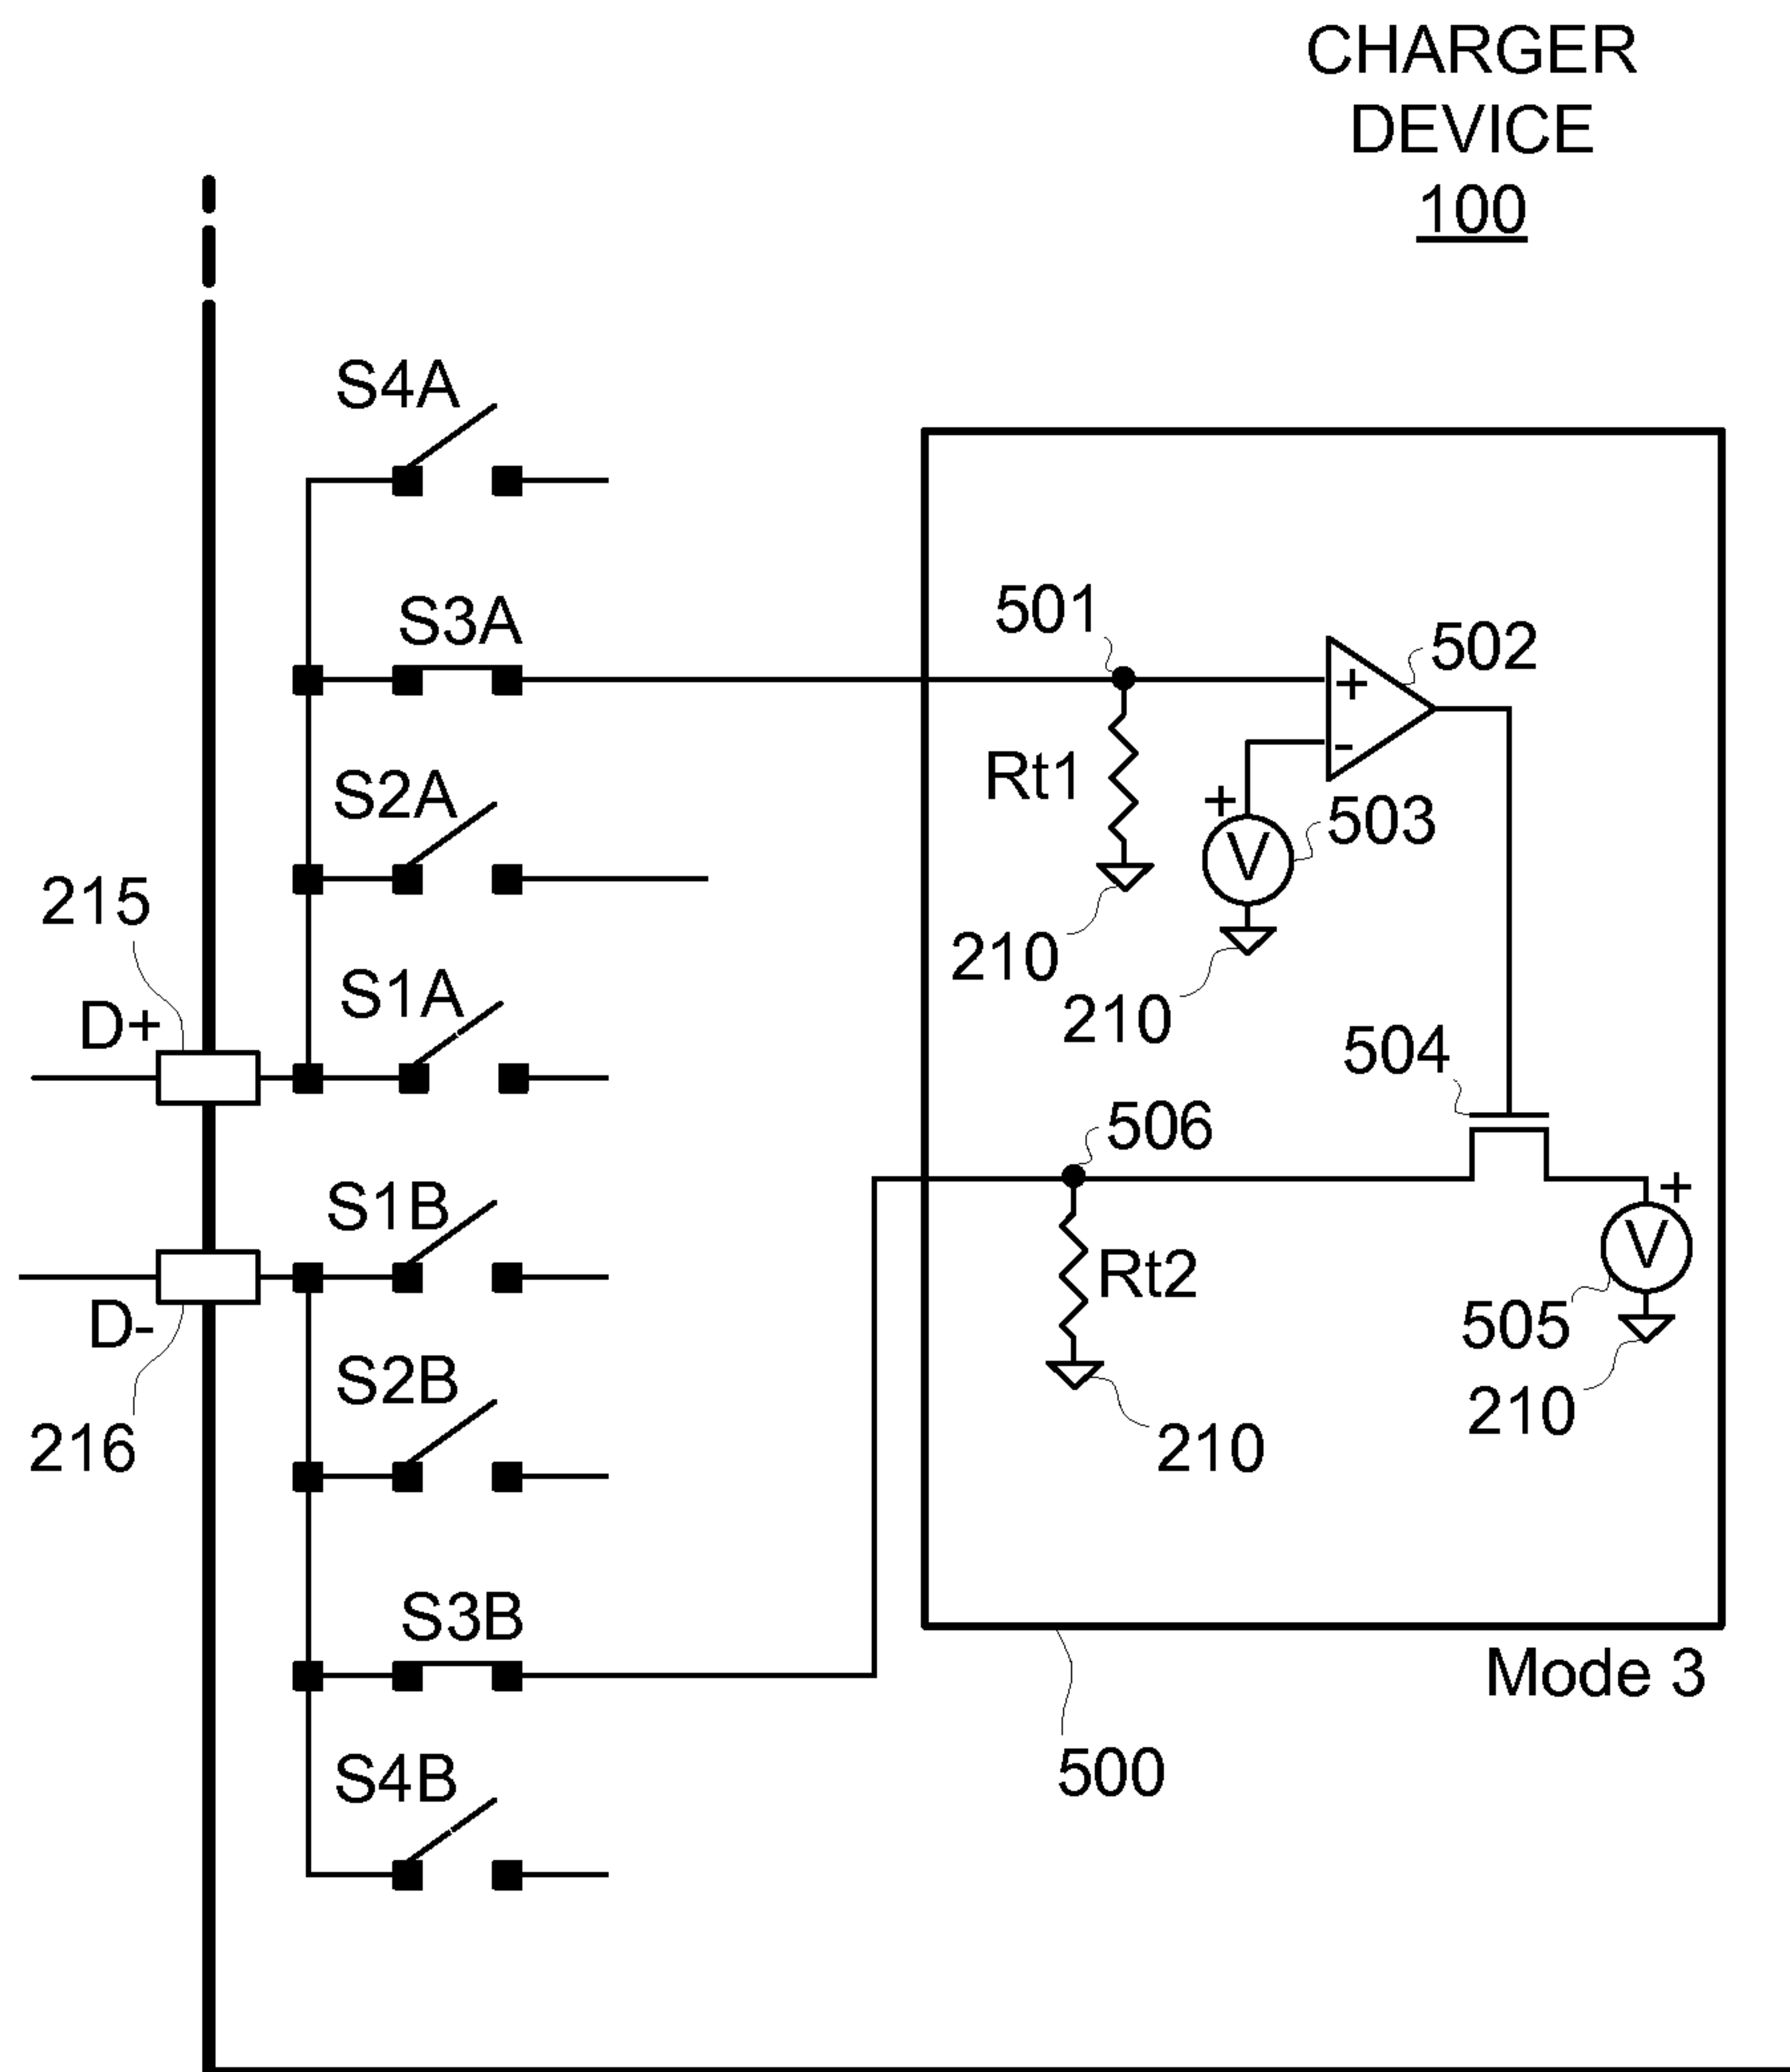 CHARGER
DEVICE
100
S4A
S3A
501
+
502
-
Rt1
S2A
+
V
503
215
210
S1A
210
D+
504
506
S1B
+
V
Rt2
D-
505
S2B
210
216
210
S3B
Mode 3
500
S4B